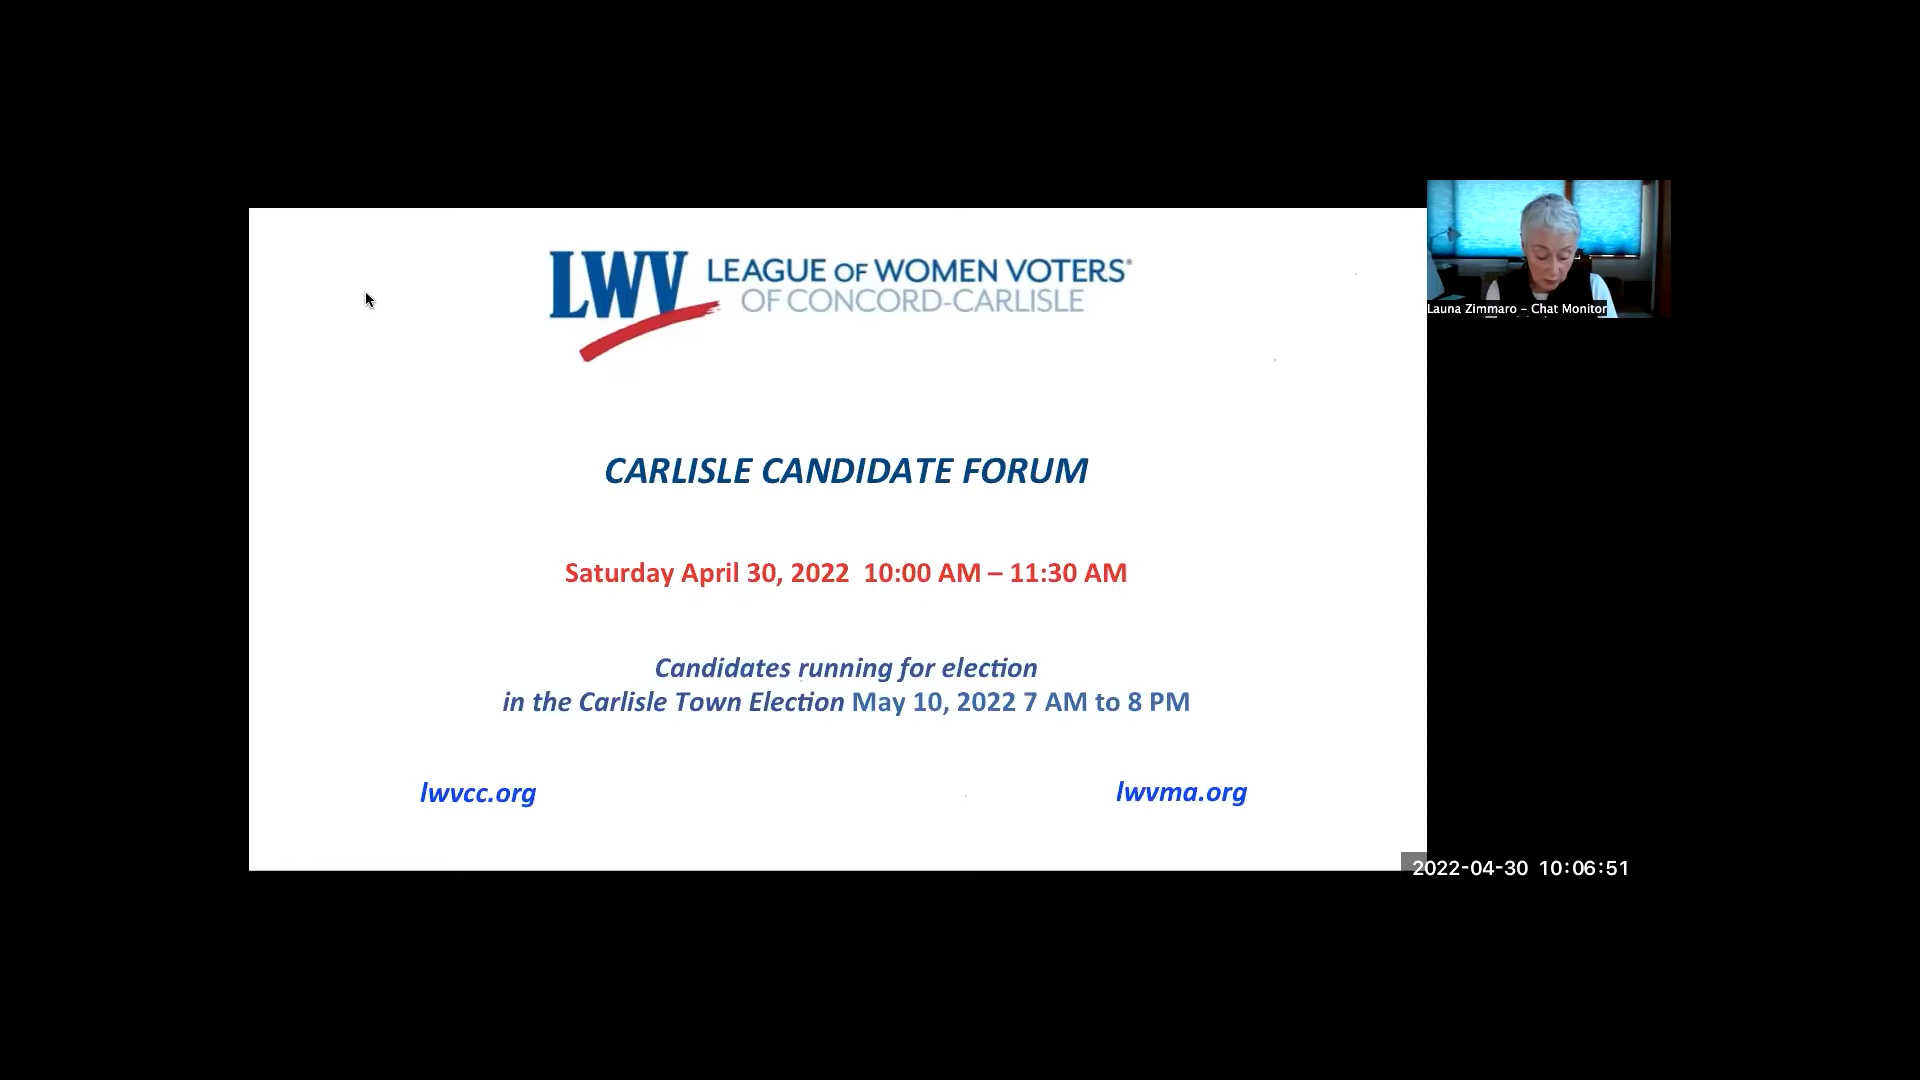 LWV LEAGUE OF WOMEN VOTERS®
OF CONCORD-CARLISLE
Launa Zimmaro – Chat Monitor
CARLISLE CANDIDATE FORUM
Saturday April 30, 2022 10:00 AM – 11:30 AM
Candidates running for election
in the Carlisle Town Election May 10, 2022 7 AM to 8 PM
lwvcc.org
lwvma.org
2022-04-30 10:06:51